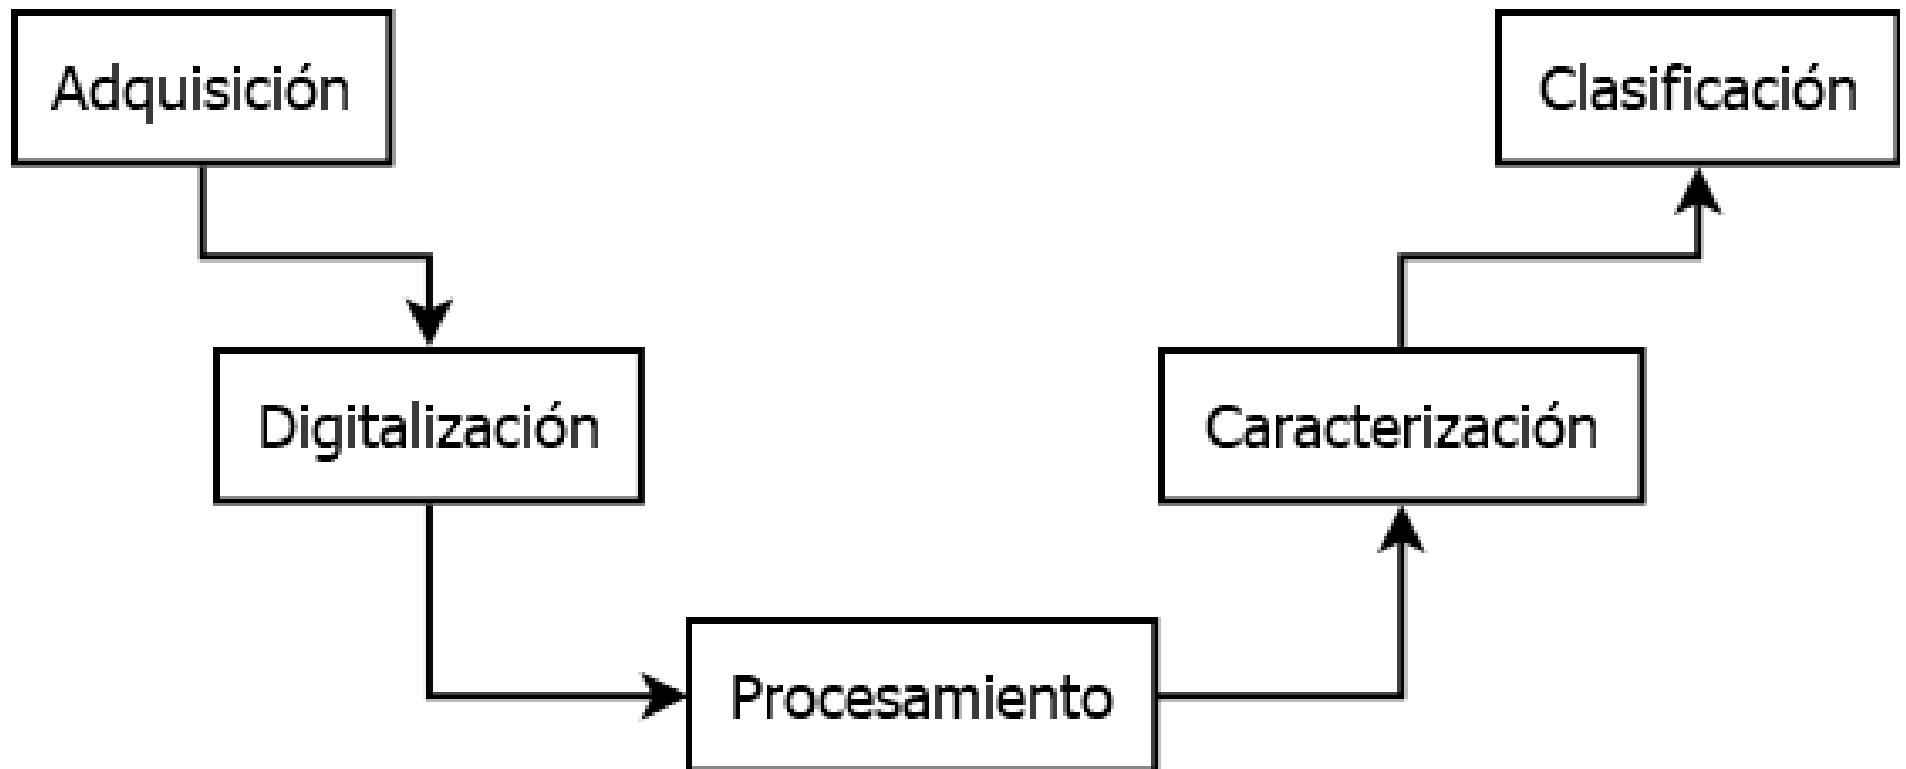 Adquisición
Clasificación
Digitalización
Caracterización
Procesamiento